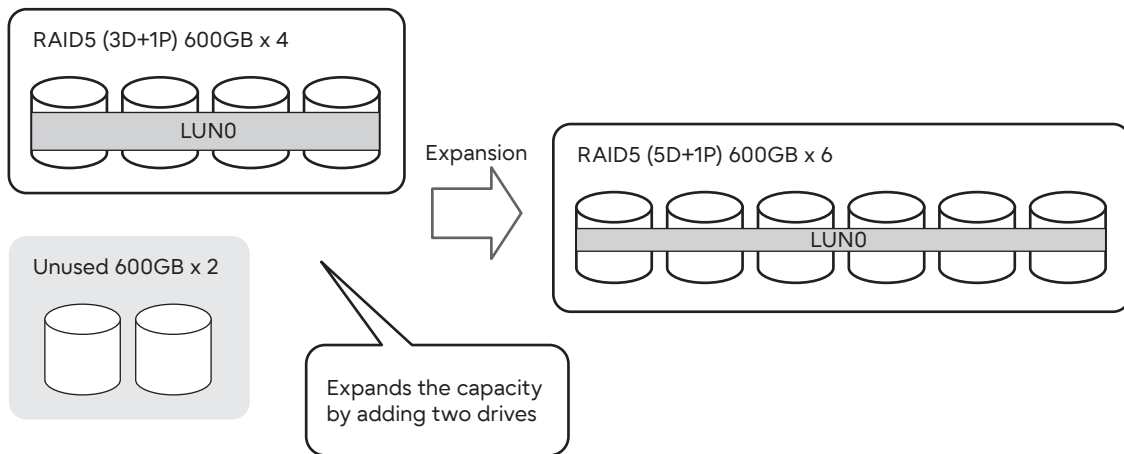 RAID5 (3D+1P) 600GB x 4
LUN0
Unused 600GB x 2
Expansion
Expands the capacity
by adding two drives
RAID5 (5D+1P) 600GB x 6
LUN0